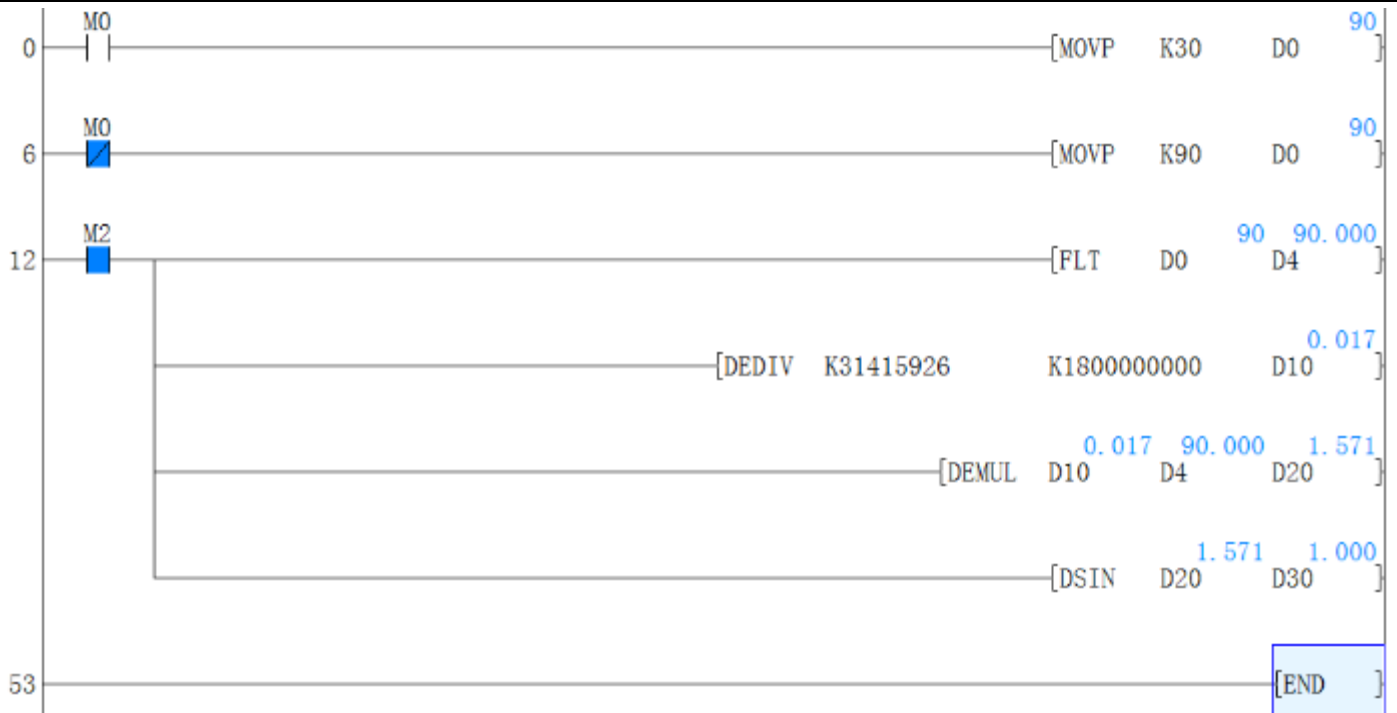 M0 90
0 [MOVP K30 D0 ]
M0 90
6 [MOVP K90 D0 ]
M2 90 90.000
12 [FLT D0 D4 ]
0.017
[DEDIV K31415926 K1800000000 D10 ]
0.017 90.000 1.571
[DEMUL D10 D4 D20 ]
1.571 1.000
[DSIN D20 D30 ]
53 [END ]